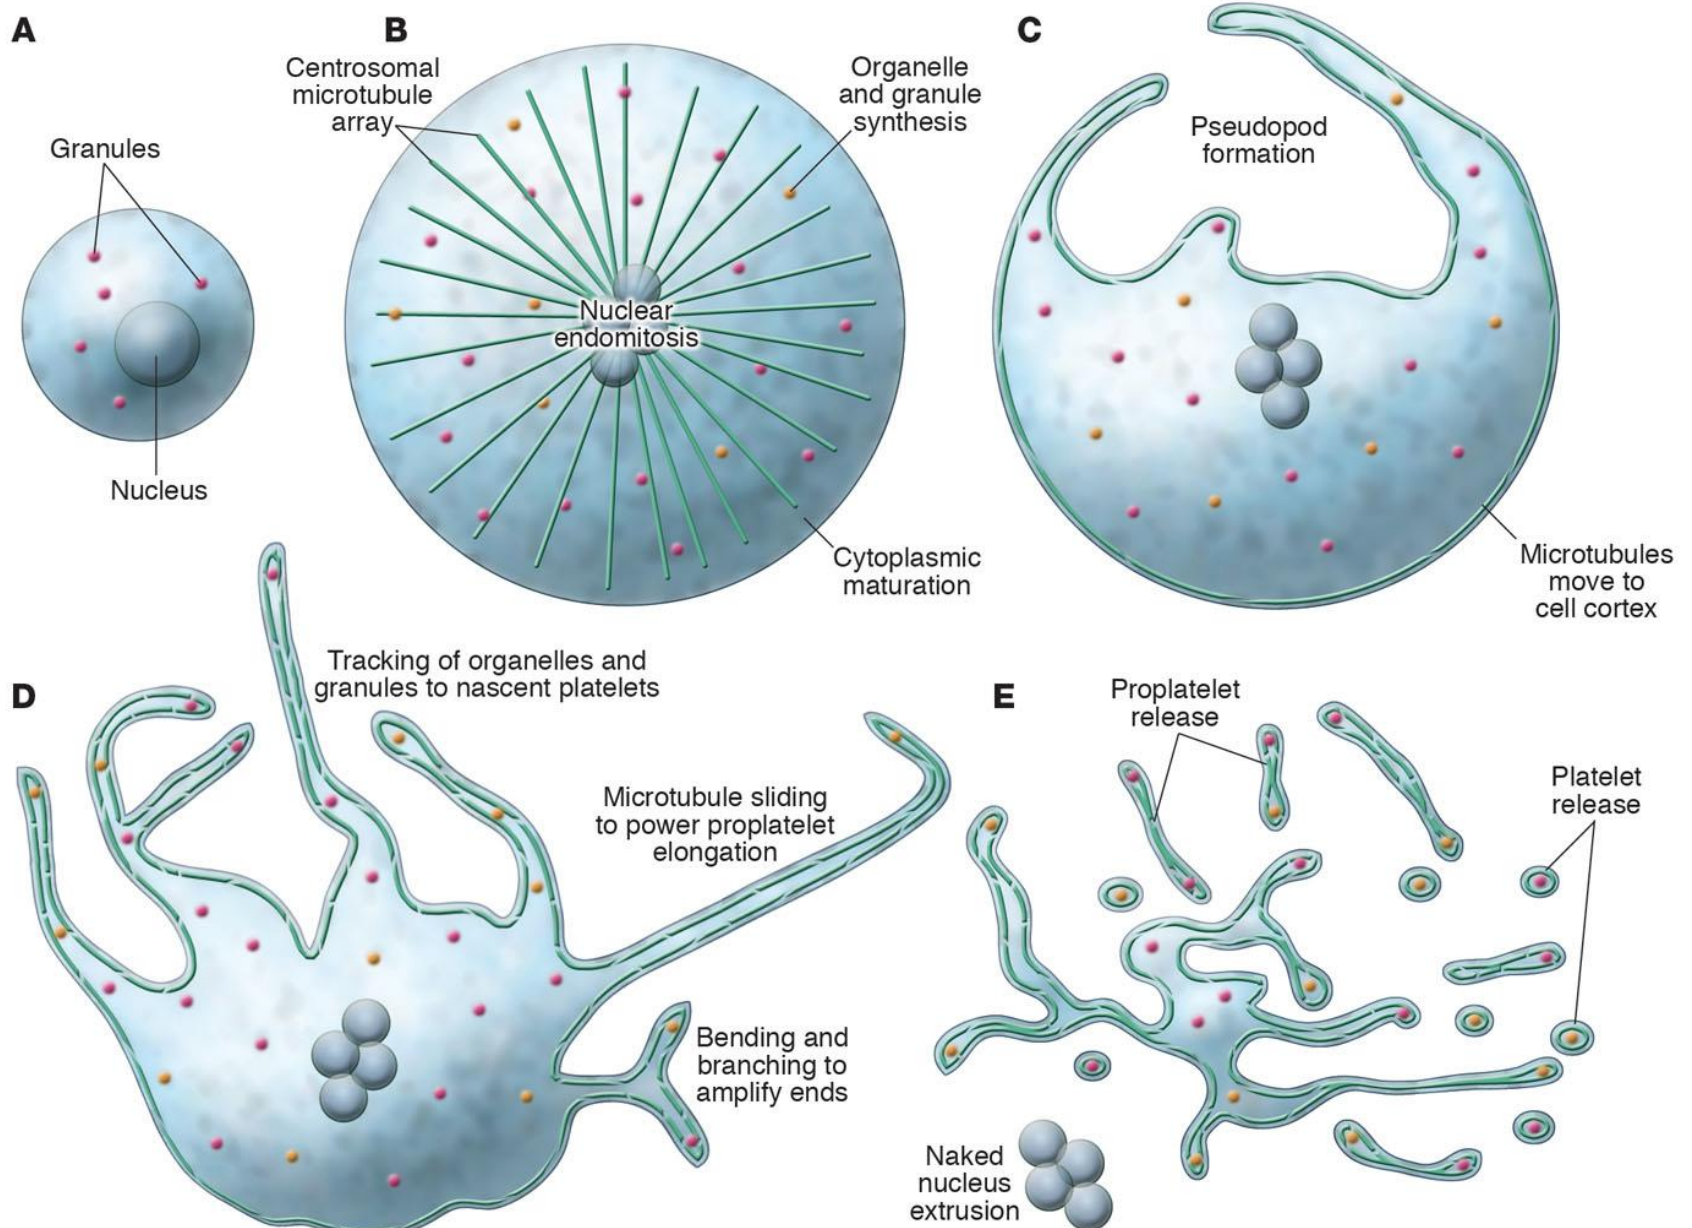 A
Granules
Nucleus
B
Centrosomal
microtubule
array
Organelle
and granule
synthesis
Nuclear
endomitosis
Cytoplasmic
maturation
C
Pseudopod
formation
Microtubules
move to
cell cortex
D
Tracking of organelles and
granules to nascent platelets
Microtubule sliding
to power proplatelet
elongation
Bending and
branching to
amplify ends
E
Proplatelet
release
Platelet
release
Naked
nucleus
extrusion